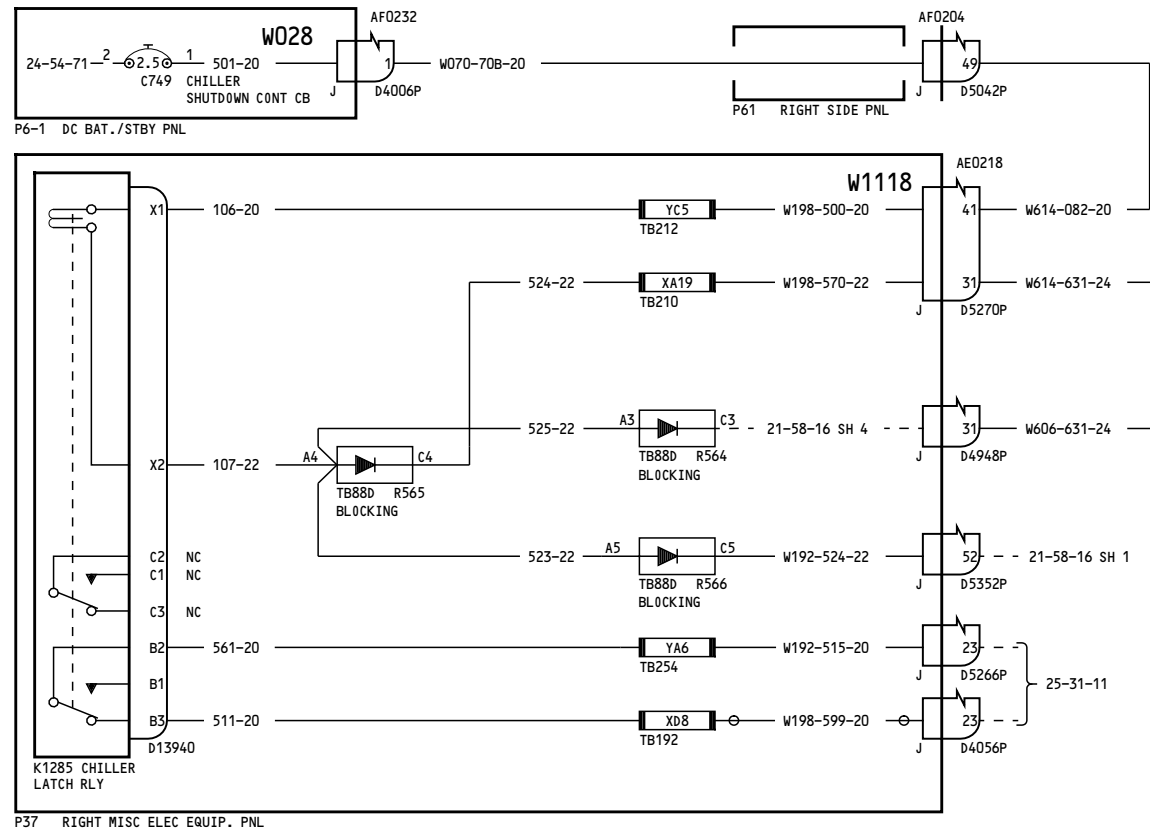 AF0232
AF0204
W028
24-54-71 2 2.5 1 501-20 1 W070-70B-20 49
C749 CHILLER
SHUTDOWN CONT CB
J D4006P
J D5042P
P61 RIGHT SIDE PNL
P6-1 DC BAT./STBY PNL
AE0218
W1118
X1 106-20 YC5 W198-500-20 41 W614-082-20
TB212
524-22 XA19 W198-570-22 31 W614-631-24
TB210
J D5270P
525-22 A3 C3 21-58-16 SH 4 31 W606-631-24
TB88D R564
BLOCKING
J D4948P
X2 107-22 A4 C4
TB88D R565
BLOCKING
C2 NC
523-22 A5 C5 W192-524-22 52 21-58-16 SH 1
C1 NC
TB88D R566
BLOCKING
J D5352P
C3 NC
B2 561-20 YA6 W192-515-20 23
TB254
J D5266P
B1
25-31-11
B3 511-20 XD8 W198-599-20 23
TB192
J D4056P
D13940
K1285 CHILLER
LATCH RLY
P37 RIGHT MISC ELEC EQUIP. PNL